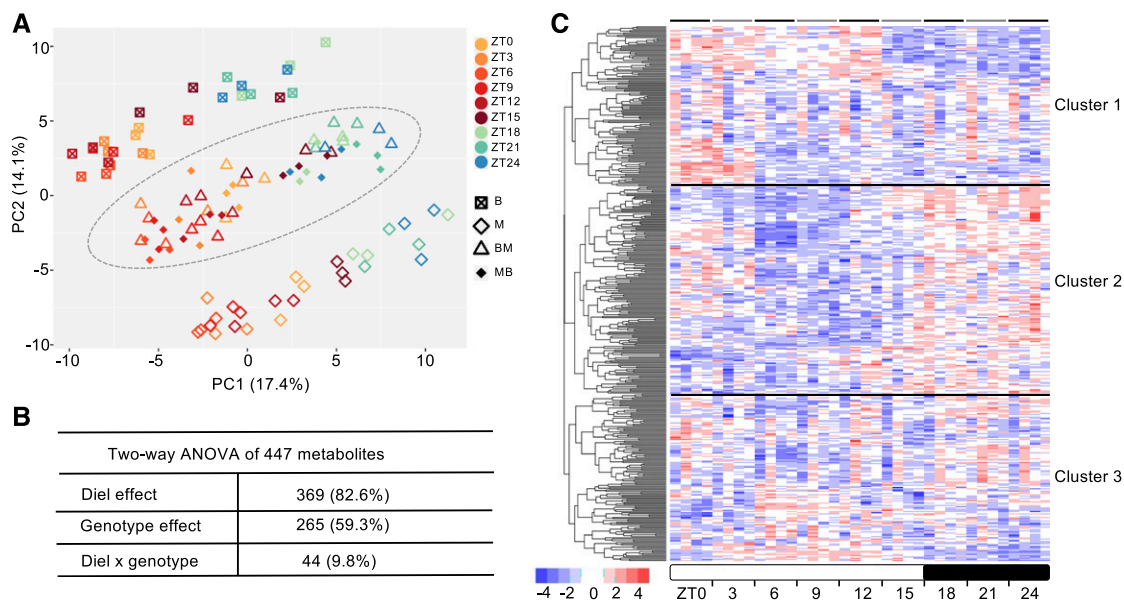 A
10
5
0
-5
-10
PC2 (14.1%)
-10
-5
0
5
10
PC1 (17.4%)
ZT0
ZT3
ZT6
ZT9
ZT12
ZT15
ZT18
ZT21
ZT24
B
M
BM
MB
B
Two-way ANOVA of 447 metabolites
Diel effect 369 (82.6%)
Genotype effect 265 (59.3%)
Diel x genotype 44 (9.8%)
C
Cluster 1
Cluster 2
Cluster 3
-4 -2 0 2 4
ZT0 3 6 9 12 15 18 21 24